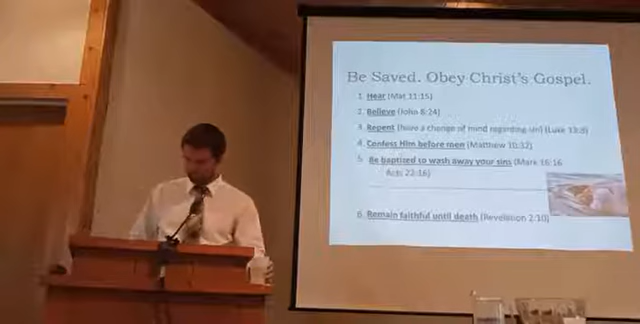 Be Saved. Obey Christ's Gospel.
1. Hear (Mat 11:15)
2. Believe (John 8:24)
3. Repent (have a change of mind regarding sin) (Luke 13:3)
4. Confess Him before men (Matthew 10:32)
5. Be baptized to wash away your sins (Mark 16:16
Acts 22:16)
6. Remain faithful until death (Revelation 2:10)